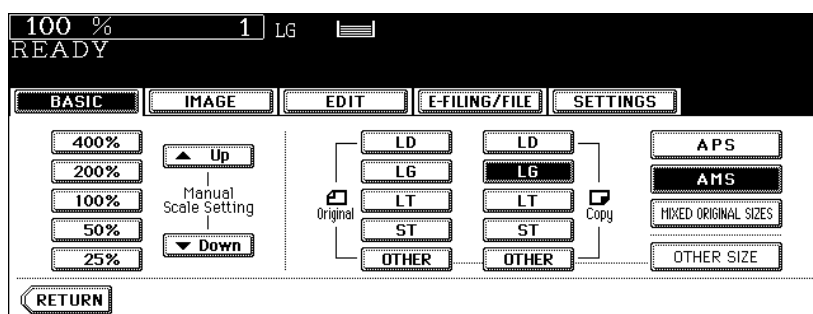 100 % 1 LG
READY
BASIC IMAGE EDIT E-FILING/FILE SETTINGS
400%
200%
100%
50%
25%
▲ Up
Manual
Scale Setting
▼ Down
Original
LD
LG
LT
ST
OTHER
LD
LG
LT
ST
OTHER
Copy
APS
AMS
MIXED ORIGINAL SIZES
OTHER SIZE
RETURN